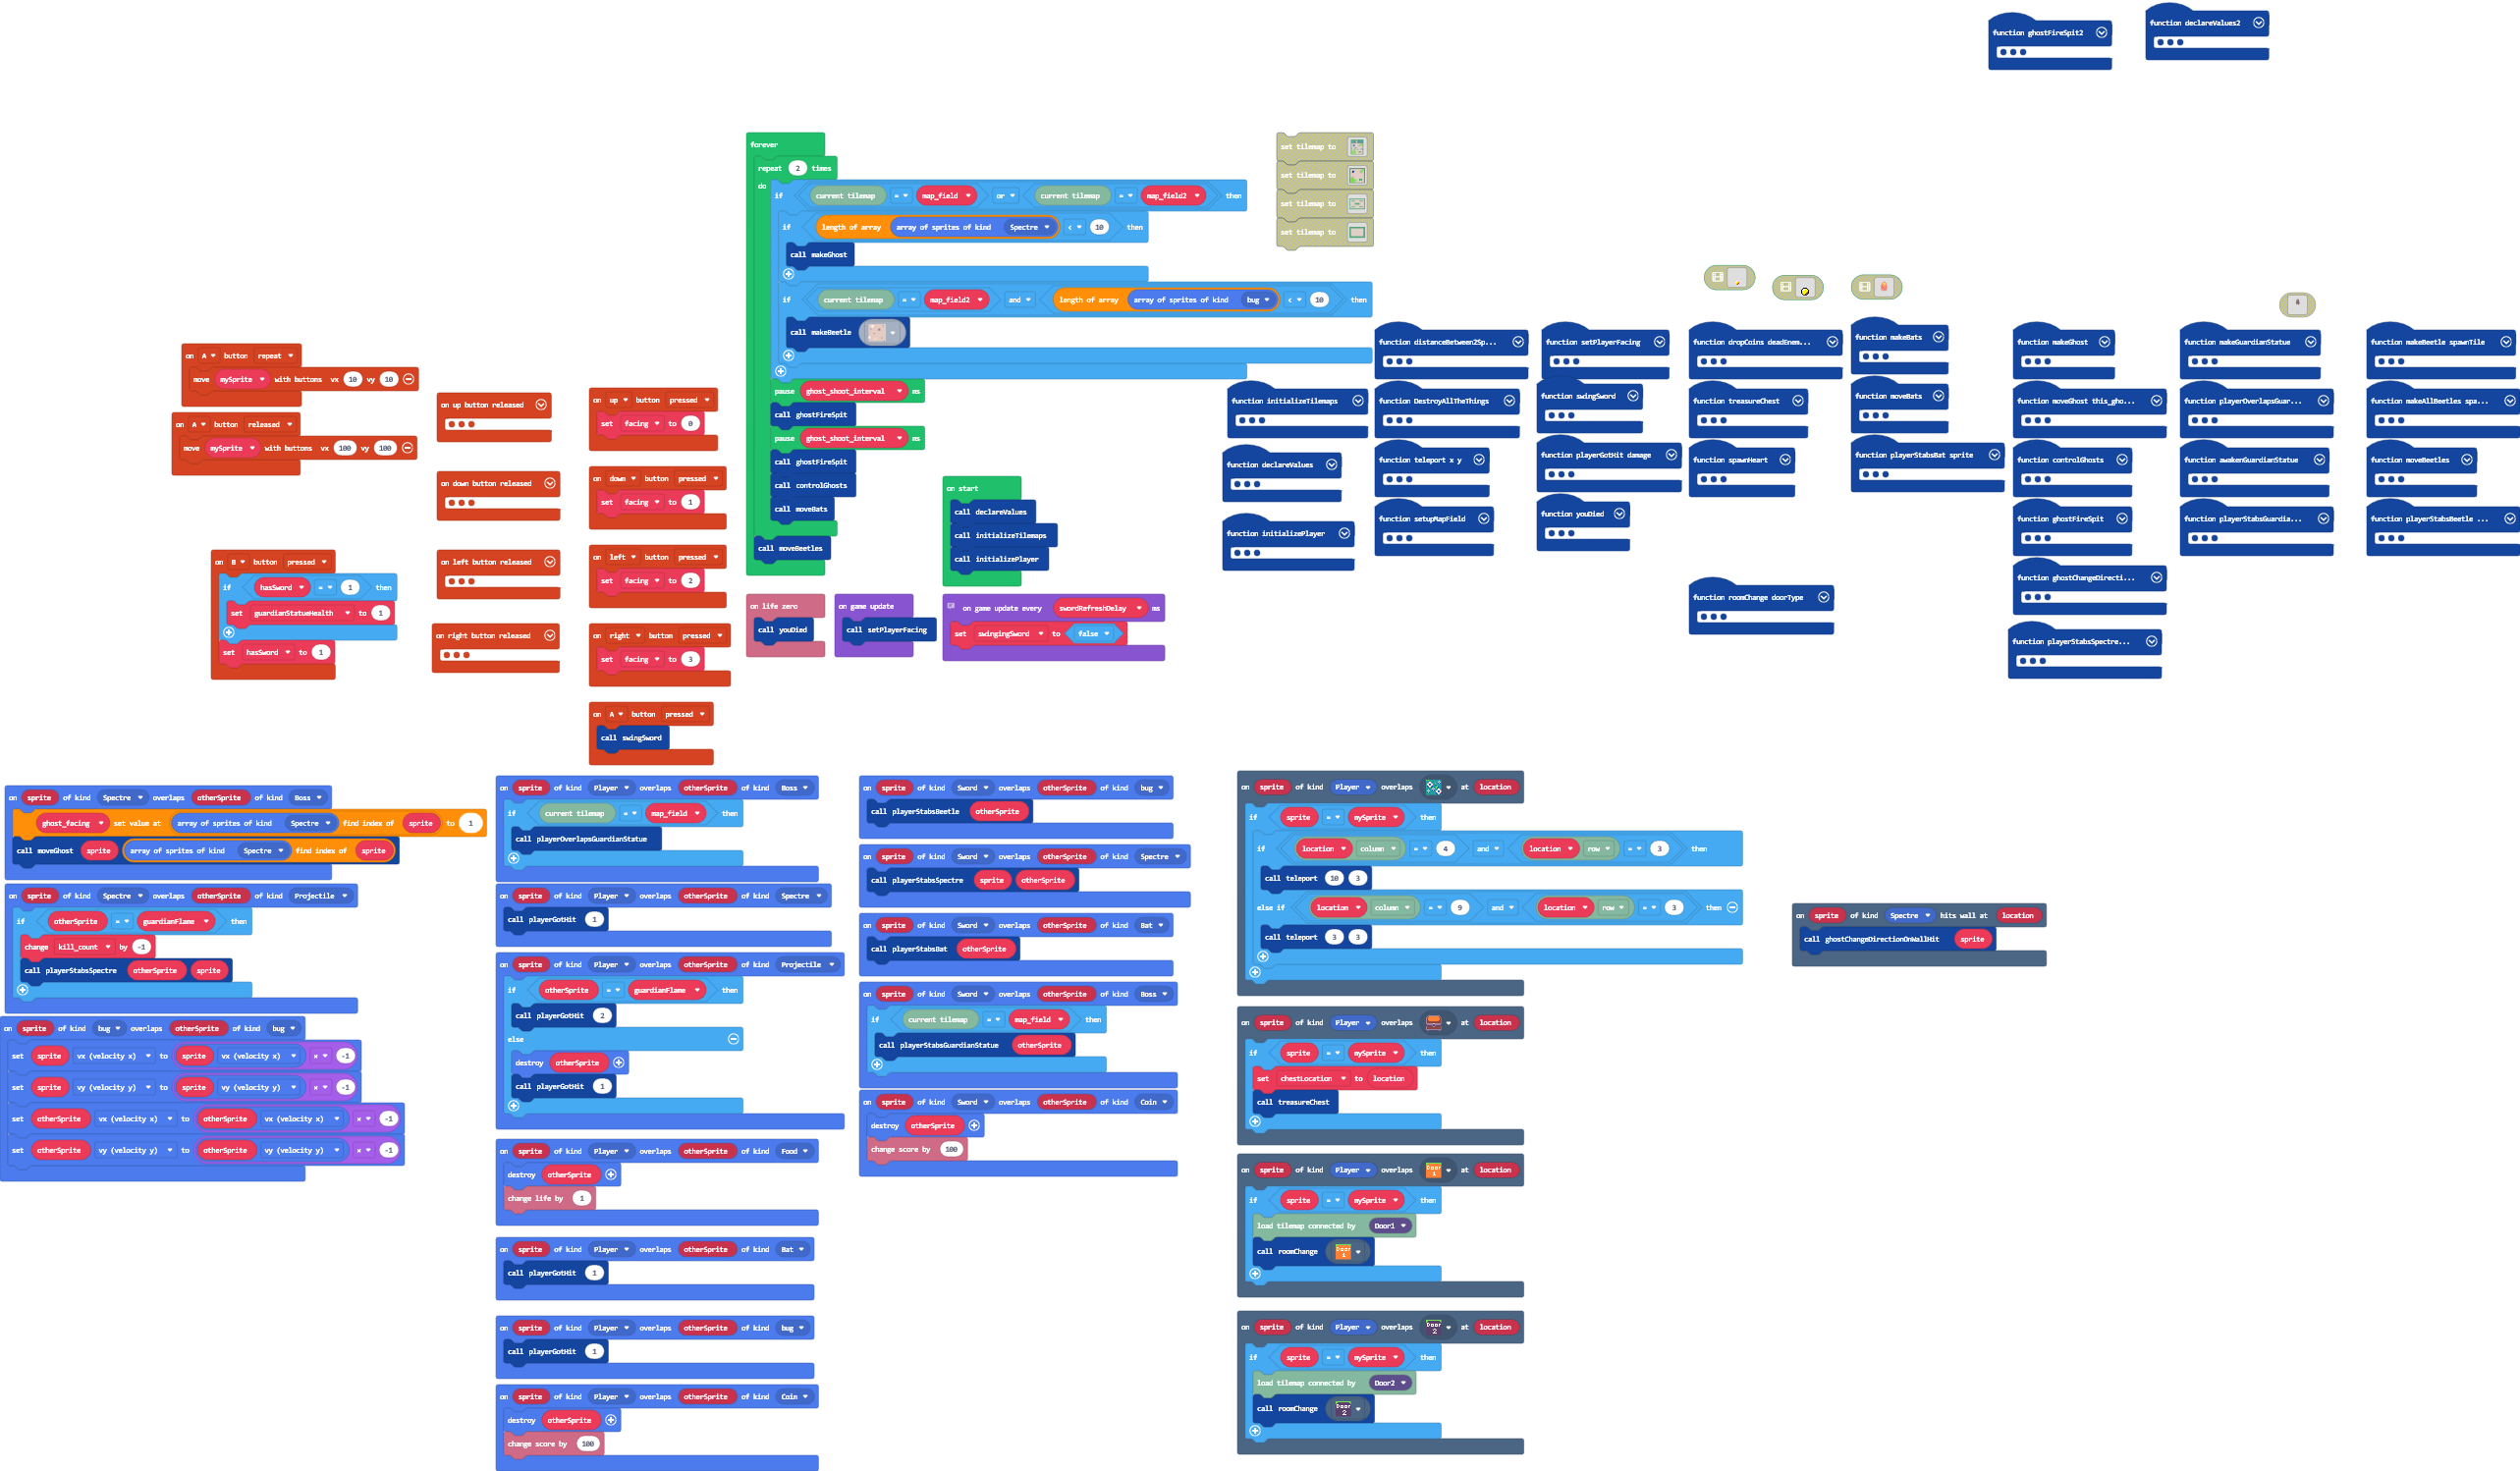 function ghostFireSpit2
function declareValues2
forever
repeat 2 times
do
if current tilemap = map_field or current tilemap = map_field2 then
if length of array array of sprites of kind Spectre < 10 then
call makeGhost
if current tilemap = map_field2 and length of array array of sprites of kind bug < 10 then
call makeBeetle
pause ghost_shoot_interval ms
call ghostFireSpit
pause ghost_shoot_interval ms
call ghostFireSpit
call controlGhosts
call moveBats
call moveBeetles
set tilemap to
set tilemap to
set tilemap to
set tilemap to
on A button repeat
move mySprite with buttons vx 10 vy 10
on A button released
move mySprite with buttons vx 100 vy 100
on B button pressed
if hasSword = 1 then
set guardianStatueHealth to 1
set hasSword to 1
on up button released
on down button released
on left button released
on right button released
on up button pressed
set facing to 0
on down button pressed
set facing to 1
on left button pressed
set facing to 2
on right button pressed
set facing to 3
on A button pressed
call swingSword
on start
call declareValues
call initializeTilemaps
call initializePlayer
on life zero
call youDied
on game update
call setPlayerFacing
on game update every swordRefreshDelay ms
set swingingSword to false
function initializeTilemaps
function declareValues
function initializePlayer
function distanceBetween2Sp...
function DestroyAllTheThings
function teleport x y
function setupMapField
function setPlayerFacing
function swingSword
function playerGotHit damage
function youDied
function dropCoins deadEnem...
function treasureChest
function spawnHeart
function roomChange doorType
function makeBats
function moveBats
function playerStabsBat sprite
function makeGhost
function moveGhost this_gho...
function controlGhosts
function ghostFireSpit
function ghostChangeDirecti...
function playerStabsSpectre...
function makeGuardianStatue
function playerOverlapsGuar...
function awakenGuardianStatue
function playerStabsGuardia...
function makeBeetle spawnTile
function makeAllBeetles spa...
function moveBeetles
function playerStabsBeetle ...
on sprite of kind Spectre overlaps otherSprite of kind Boss
ghost_facing set value at array of sprites of kind Spectre find index of sprite to 1
call moveGhost sprite array of sprites of kind Spectre find index of sprite
on sprite of kind Spectre overlaps otherSprite of kind Projectile
if otherSprite = guardianFlame then
change kill_count by -1
call playerStabsSpectre otherSprite sprite
on sprite of kind bug overlaps otherSprite of kind bug
set sprite vx (velocity x) to sprite vx (velocity x) × -1
set sprite vy (velocity y) to sprite vy (velocity y) × -1
set otherSprite vx (velocity x) to otherSprite vx (velocity x) × -1
set otherSprite vy (velocity y) to otherSprite vy (velocity y) × -1
on sprite of kind Player overlaps otherSprite of kind Boss
if current tilemap = map_field then
call playerOverlapsGuardianStatue
on sprite of kind Player overlaps otherSprite of kind Spectre
call playerGotHit 1
on sprite of kind Player overlaps otherSprite of kind Projectile
if otherSprite = guardianFlame then
call playerGotHit 2
else
destroy otherSprite
call playerGotHit 1
on sprite of kind Player overlaps otherSprite of kind Food
destroy otherSprite
change life by 1
on sprite of kind Player overlaps otherSprite of kind Bat
call playerGotHit 1
on sprite of kind Player overlaps otherSprite of kind bug
call playerGotHit 1
on sprite of kind Player overlaps otherSprite of kind Coin
destroy otherSprite
change score by 100
on sprite of kind Sword overlaps otherSprite of kind bug
call playerStabsBeetle otherSprite
on sprite of kind Sword overlaps otherSprite of kind Spectre
call playerStabsSpectre sprite otherSprite
on sprite of kind Sword overlaps otherSprite of kind Bat
call playerStabsBat otherSprite
on sprite of kind Sword overlaps otherSprite of kind Boss
if current tilemap = map_field then
call playerStabsGuardianStatue otherSprite
on sprite of kind Sword overlaps otherSprite of kind Coin
destroy otherSprite
change score by 100
on sprite of kind Player overlaps at location
if sprite = mySprite then
if location column = 4 and location row = 3 then
call teleport 10 3
else if location column = 9 and location row = 3 then
call teleport 3 3
on sprite of kind Player overlaps at location
if sprite = mySprite then
set chestLocation to location
call treasureChest
on sprite of kind Player overlaps Door 1 at location
if sprite = mySprite then
load tilemap connected by Door1
call roomChange Door 1
on sprite of kind Player overlaps Door 2 at location
if sprite = mySprite then
load tilemap connected by Door2
call roomChange Door 2
on sprite of kind Spectre hits wall at location
call ghostChangeDirectionOnWallHit sprite